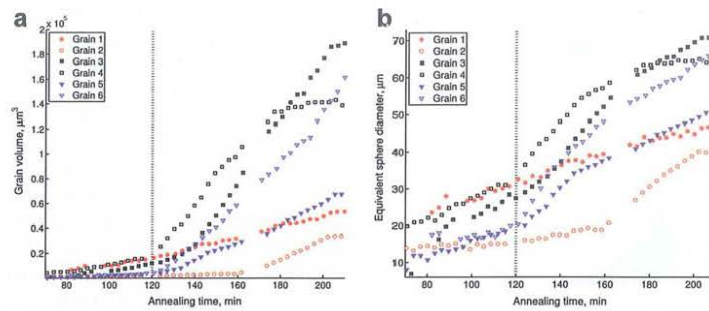 a
× 10⁵
2
1.8
1.6
1.4
1.2
1
0.8
0.6
0.4
0.2
Grain volume, μm³
Grain 1
Grain 2
Grain 3
Grain 4
Grain 5
Grain 6
80 100 120 140 160 180 200
Annealing time, min
b
70
60
50
40
30
20
10
Equivalent sphere diameter, μm
Grain 1
Grain 2
Grain 3
Grain 4
Grain 5
Grain 6
80 100 120 140 160 180 200
Annealing time, min